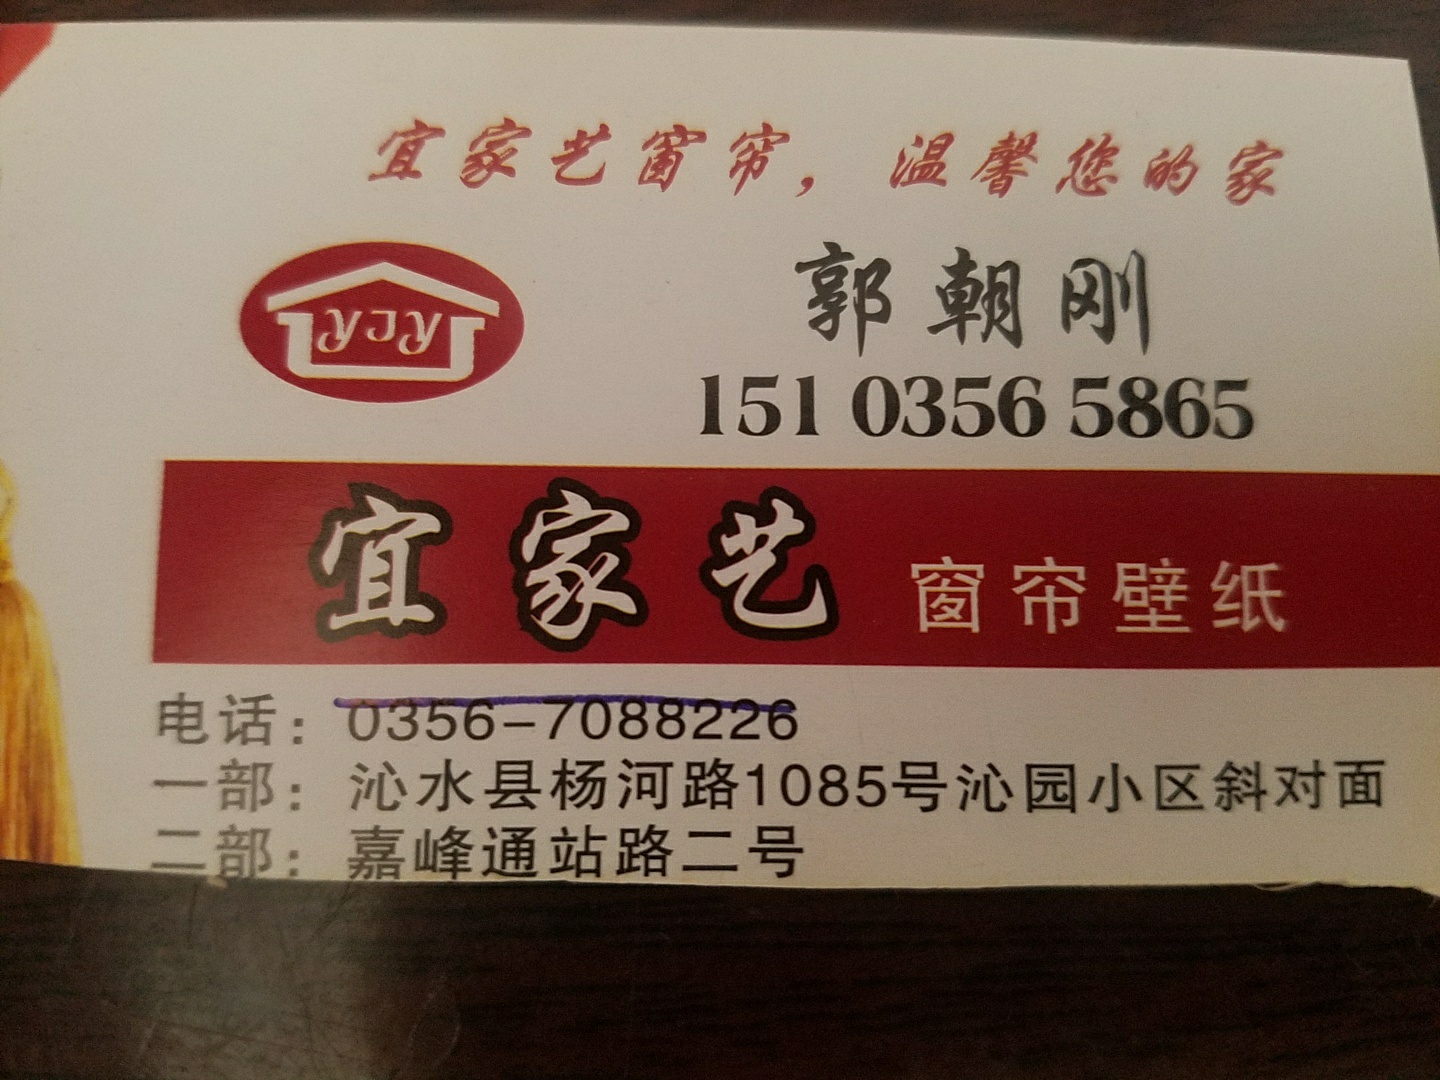 宜家艺窗帘，温馨您的家
YJY
郭朝刚
151 0356 5865
宜家艺 窗帘壁纸
电话：0356-7088226
一部：沁水县杨河路1085号沁园小区斜对面
二部：嘉峰通站路二号